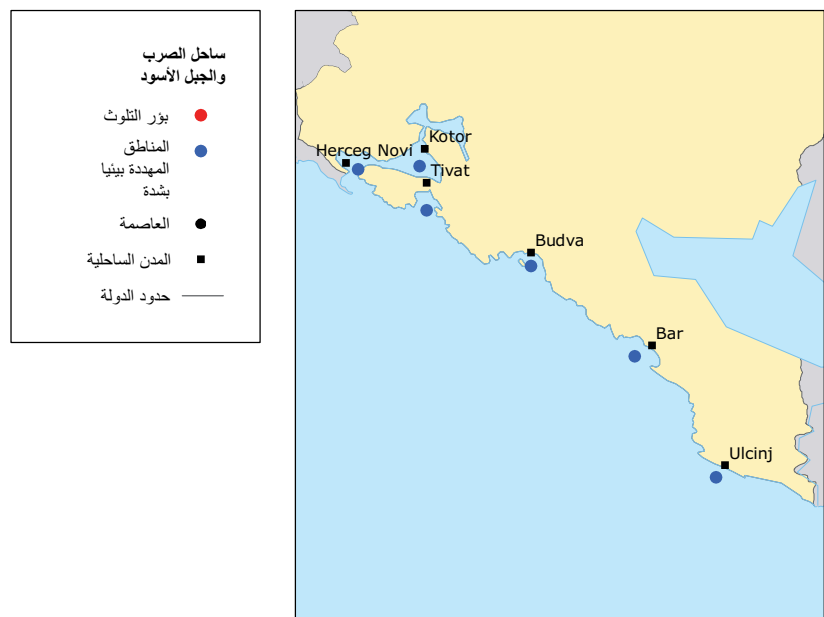 ساحل الصرب
والجبل الأسود
بؤر التلوث
المناطق
المهددة بيئيا
بشدة
العاصمة
المدن الساحلية
حدود الدولة
Kotor
Herceg Novi
Tivat
Budva
Bar
Ulcinj